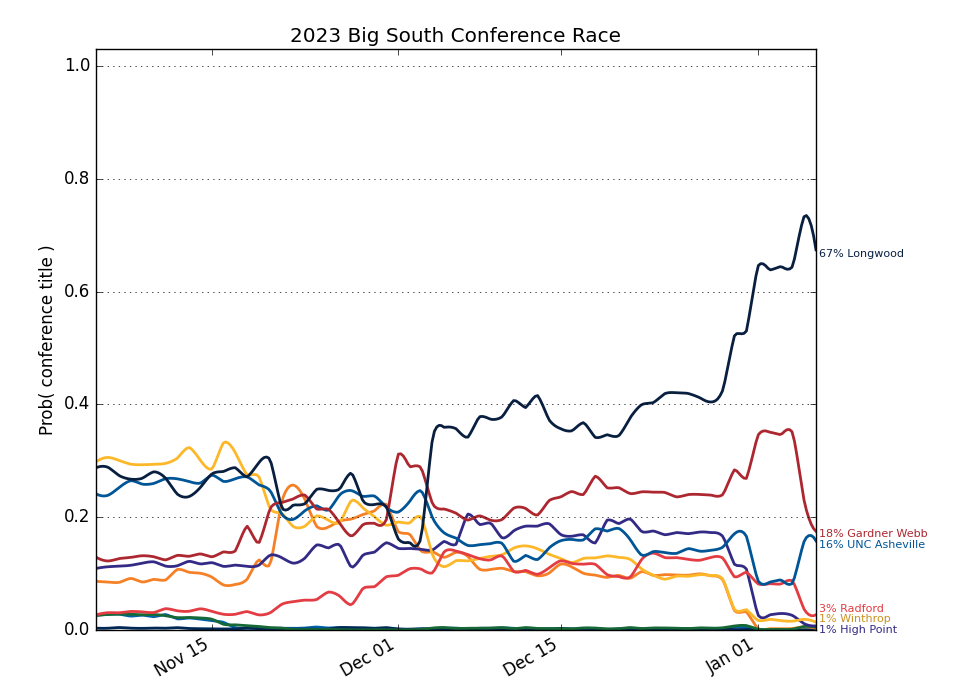 2023 Big South Conference Race
Prob( conference title )
1.0
0.8
0.6
0.4
0.2
0.0
Nov 15
Dec 01
Dec 15
Jan 01
67% Longwood
18% Gardner Webb
16% UNC Asheville
3% Radford
1% Winthrop
1% High Point